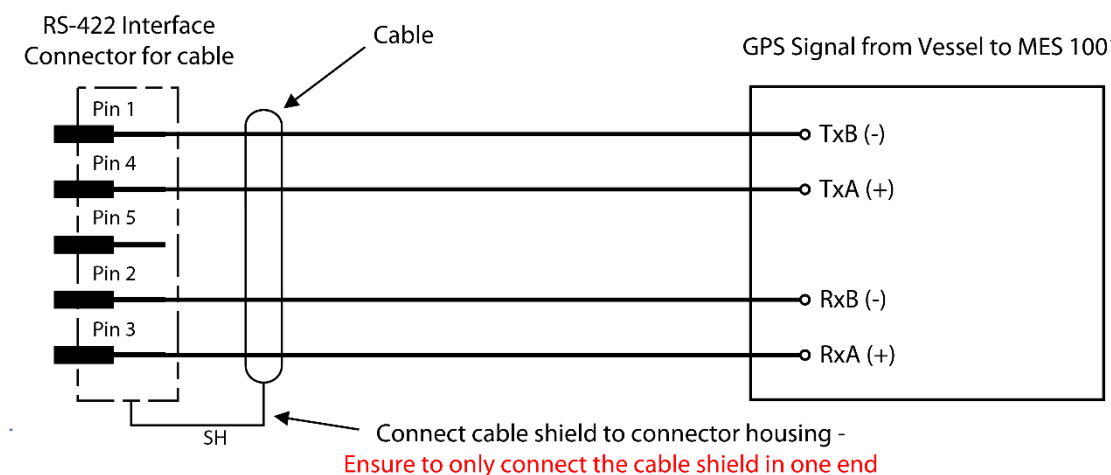 RS-422 Interface
Connector for cable
Cable
GPS Signal from Vessel to MES 1001
Pin 1
TxB (-)
Pin 4
TxA (+)
Pin 5
Pin 2
RxB (-)
Pin 3
RxA (+)
SH
Connect cable shield to connector housing -
Ensure to only connect the cable shield in one end